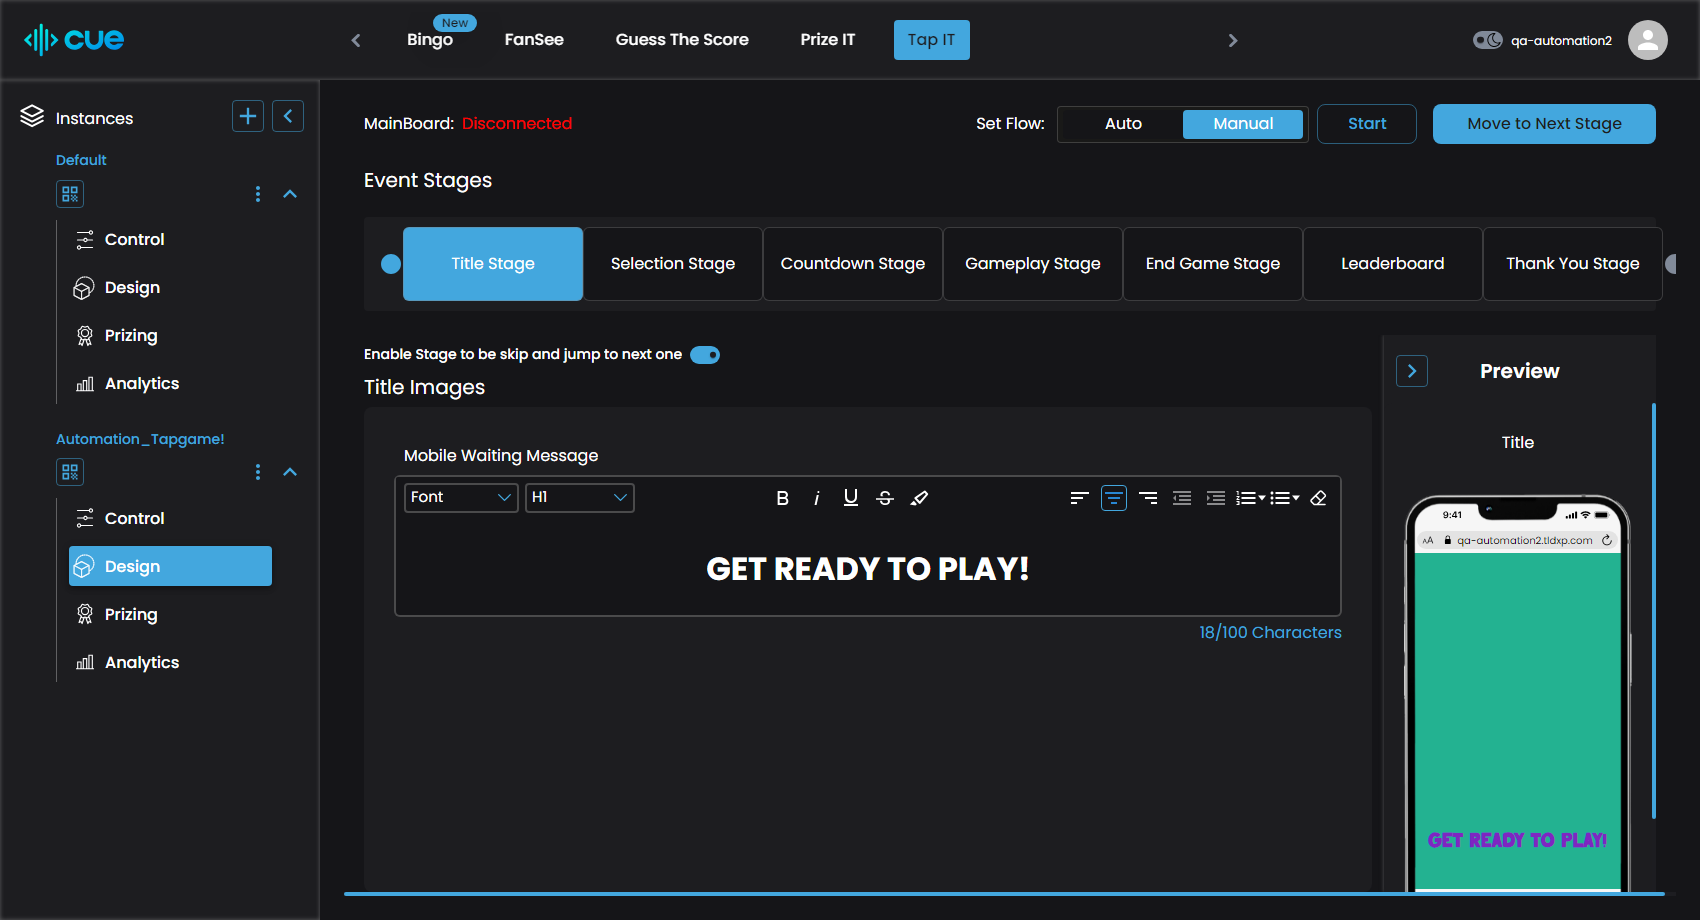 cue
New
Bingo
FanSee
Guess The Score
Prize IT
Tap IT
qa-automation2
Instances
Default
Control
Design
Prizing
Analytics
Automation_Tapgame!
Control
Design
Prizing
Analytics
MainBoard: Disconnected
Set Flow:
Auto
Manual
Start
Move to Next Stage
Event Stages
Title Stage
Selection Stage
Countdown Stage
Gameplay Stage
End Game Stage
Leaderboard
Thank You Stage
Enable Stage to be skip and jump to next one
Title Images
Mobile Waiting Message
Font
H1
B i U S
GET READY TO PLAY!
18/100 Characters
Preview
Title
9:41
AA qa-automation2.tldxp.com
GET READY TO PLAY!